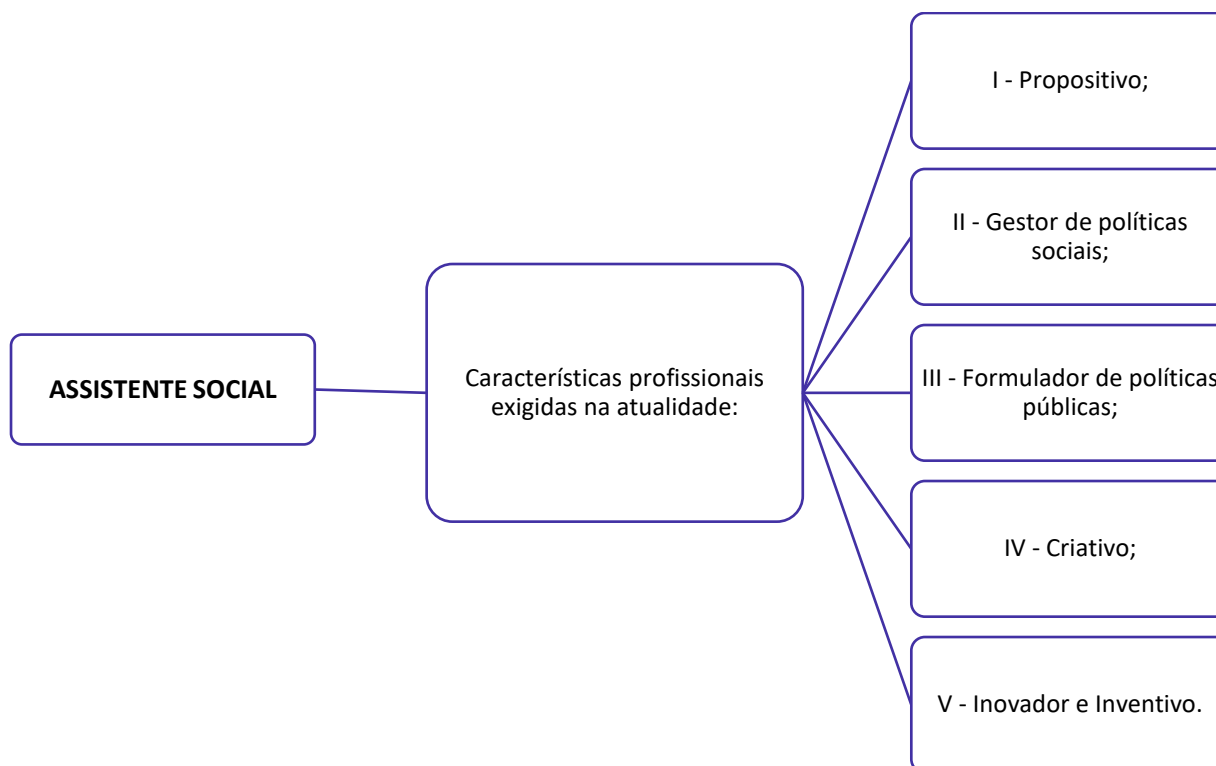 ASSISTENTE SOCIAL
Características profissionais
exigidas na atualidade:
I - Propositivo;
II - Gestor de políticas
sociais;
III - Formulador de políticas
públicas;
IV - Criativo;
V - Inovador e Inventivo.